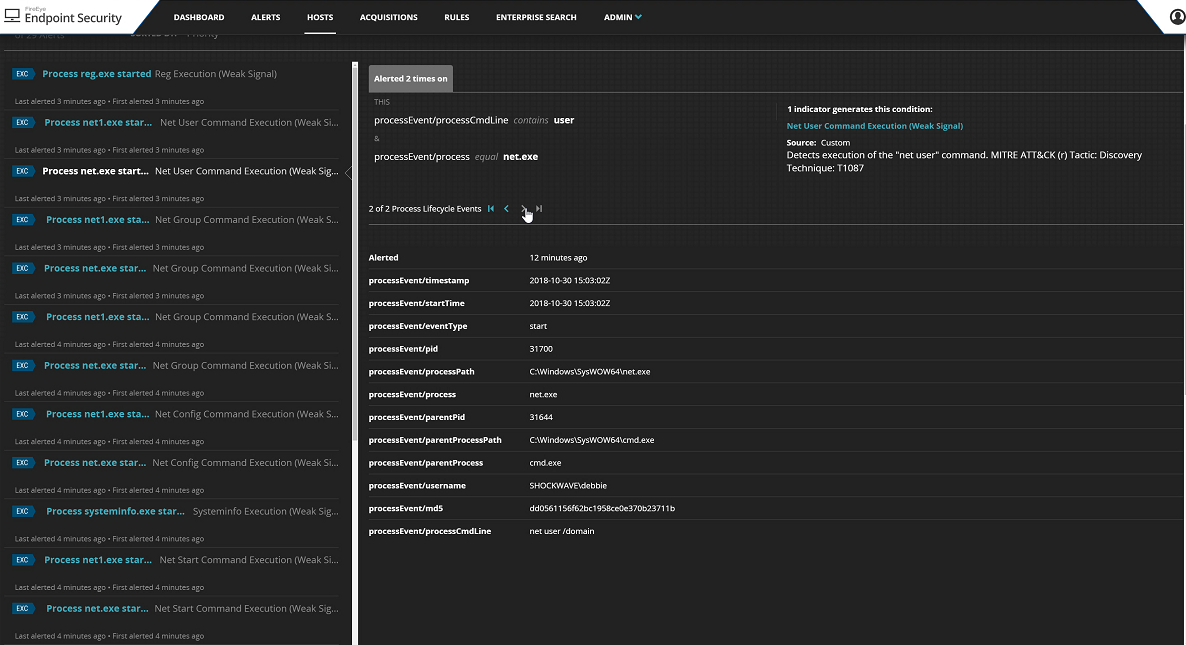 FireEye
Endpoint Security
DASHBOARD ALERTS HOSTS ACQUISITIONS RULES ENTERPRISE SEARCH ADMIN
of 29 Alerts Priority
EXC Process reg.exe started Reg Execution (Weak Signal)
Last alerted 3 minutes ago • First alerted 3 minutes ago
EXC Process net1.exe star... Net User Command Execution (Weak Si...
Last alerted 3 minutes ago • First alerted 3 minutes ago
EXC Process net.exe start... Net User Command Execution (Weak Sig...
Last alerted 3 minutes ago • First alerted 3 minutes ago
EXC Process net1.exe sta... Net Group Command Execution (Weak S...
Last alerted 3 minutes ago • First alerted 3 minutes ago
EXC Process net.exe star... Net Group Command Execution (Weak Si...
Last alerted 3 minutes ago • First alerted 3 minutes ago
EXC Process net1.exe sta... Net Group Command Execution (Weak S...
Last alerted 4 minutes ago • First alerted 4 minutes ago
EXC Process net.exe star... Net Group Command Execution (Weak Si...
Last alerted 4 minutes ago • First alerted 4 minutes ago
EXC Process net1.exe sta... Net Config Command Execution (Weak S...
Last alerted 4 minutes ago • First alerted 4 minutes ago
EXC Process net.exe star... Net Config Command Execution (Weak Si...
Last alerted 4 minutes ago • First alerted 4 minutes ago
EXC Process systeminfo.exe star... Systeminfo Execution (Weak Sig...
Last alerted 4 minutes ago • First alerted 4 minutes ago
EXC Process net1.exe star... Net Start Command Execution (Weak Si...
Last alerted 4 minutes ago • First alerted 4 minutes ago
EXC Process net.exe star... Net Start Command Execution (Weak Sig...
Last alerted 4 minutes ago • First alerted 4 minutes ago
Alerted 2 times on
THIS
processEvent/processCmdLine contains user
&
processEvent/process equal net.exe
1 indicator generates this condition:
Net User Command Execution (Weak Signal)
Source: Custom
Detects execution of the "net user" command. MITRE ATT&CK (r) Tactic: Discovery
Technique: T1087
2 of 2 Process Lifecycle Events
Alerted 12 minutes ago
processEvent/timestamp 2018-10-30 15:03:02Z
processEvent/startTime 2018-10-30 15:03:02Z
processEvent/eventType start
processEvent/pid 31700
processEvent/processPath C:\Windows\SysWOW64\net.exe
processEvent/process net.exe
processEvent/parentPid 31644
processEvent/parentProcessPath C:\Windows\SysWOW64\cmd.exe
processEvent/parentProcess cmd.exe
processEvent/username SHOCKWAVE\debbie
processEvent/md5 dd0561156f62bc1958ce0e370b23711b
processEvent/processCmdLine net user /domain